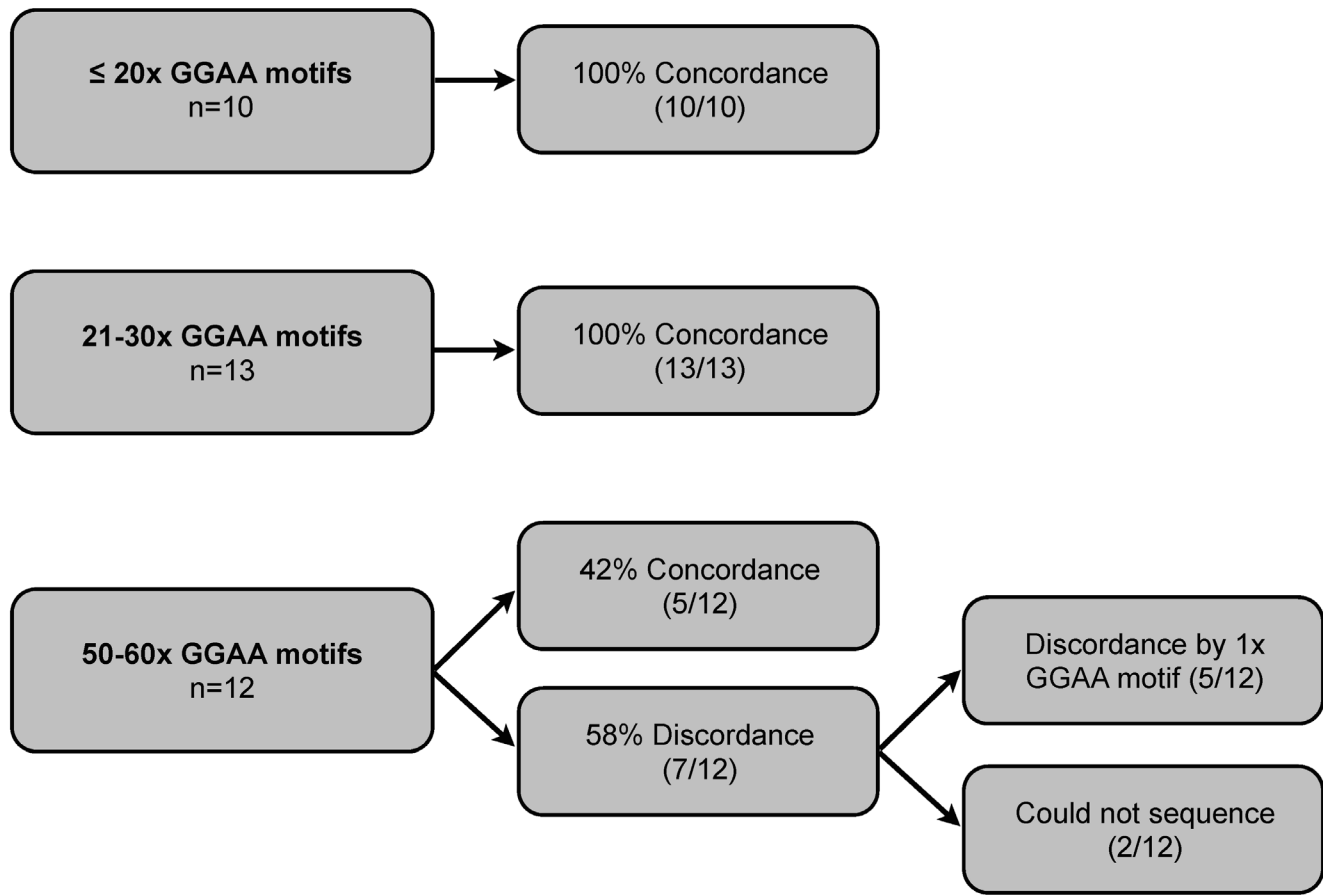 ≤ 20x GGAA motifs
n=10
100% Concordance
(10/10)
21-30x GGAA motifs
n=13
100% Concordance
(13/13)
50-60x GGAA motifs
n=12
42% Concordance
(5/12)
58% Discordance
(7/12)
Discordance by 1x
GGAA motif (5/12)
Could not sequence
(2/12)